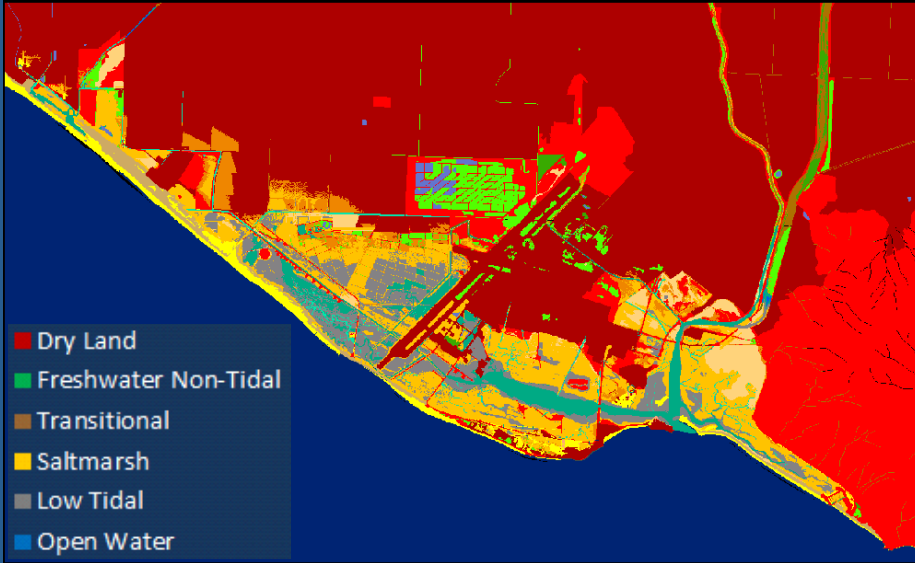 Dry Land
Freshwater Non-Tidal
Transitional
Saltmarsh
Low Tidal
Open Water